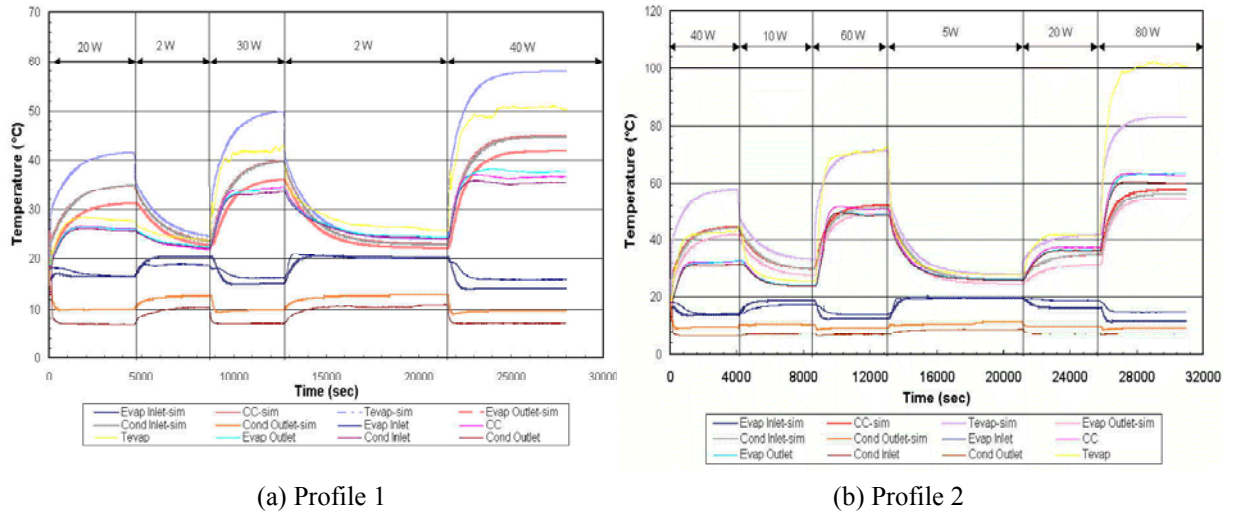 70
60
50
40
30
20
10
0
Temperature (°C)
20 W
2 W
30 W
2 W
40 W
0
5000
10000
15000
20000
25000
30000
Time (sec)
Evap Inlet-sim
CC-sim
Tevap-sim
Evap Outlet-sim
Cond Inlet-sim
Cond Outlet-sim
Evap Inlet
CC
Tevap
Evap Outlet
Cond Inlet
Cond Outlet
(a) Profile 1
120
100
80
60
40
20
0
Temperature (°C)
40 W
10 W
60 W
5W
20 W
80 W
0
4000
8000
12000
16000
20000
24000
28000
32000
Time (sec)
Evap Inlet-sim
CC-sim
Tevap-sim
Evap Outlet-sim
Cond Inlet-sim
Cond Outlet-sim
Evap Inlet
CC
Evap Outlet
Cond Inlet
Cond Outlet
Tevap
(b) Profile 2